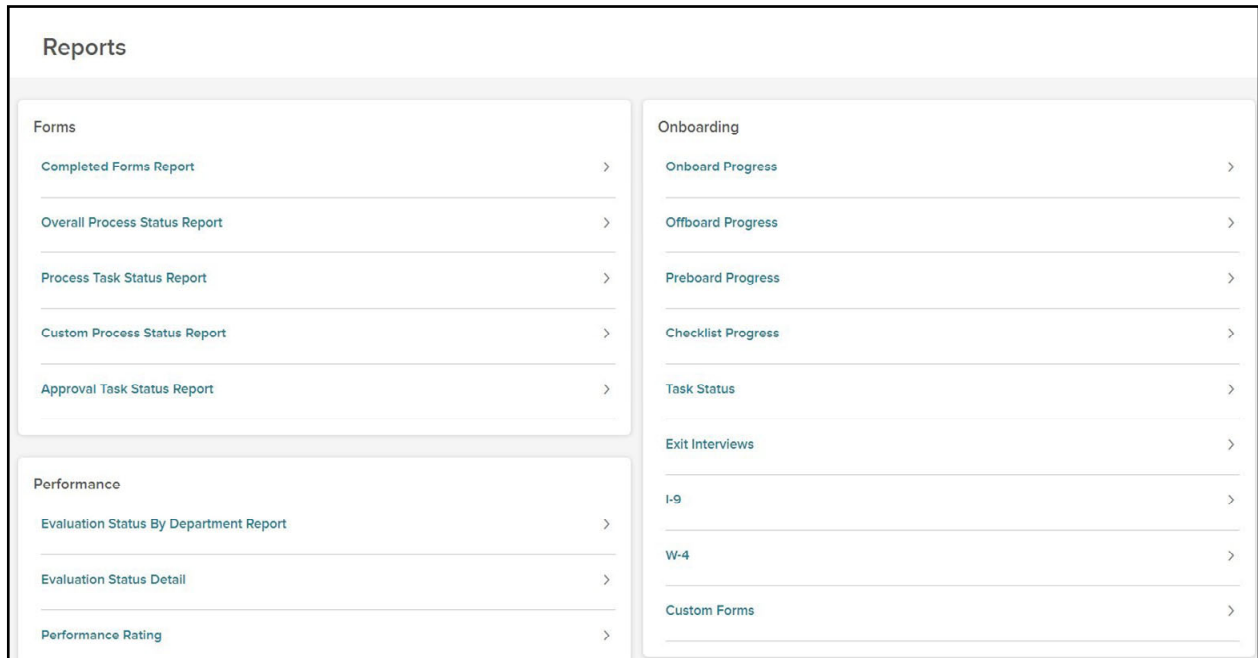 Reports
Forms
Completed Forms Report
Overall Process Status Report
Process Task Status Report
Custom Process Status Report
Approval Task Status Report
Performance
Evaluation Status By Department Report
Evaluation Status Detail
Performance Rating
Onboarding
Onboard Progress
Offboard Progress
Preboard Progress
Checklist Progress
Task Status
Exit Interviews
I-9
W-4
Custom Forms